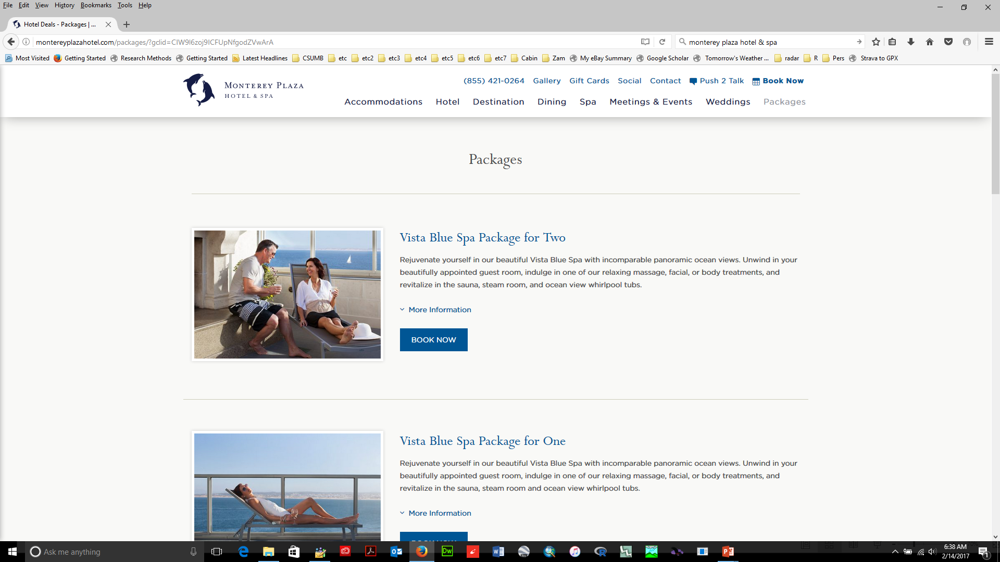 File Edit View History Bookmarks Tools Help
Hotel Deals - Packages | ...
montereyplazahotel.com/packages/?gclid=CIW9l6zoj9ICFUpNfgodZVwArA
monterey plaza hotel & spa
Most Visited Getting Started Research Methods Getting Started Latest Headlines CSUMB etc etc2 etc3 etc4 etc5 etc6 etc7 Cabin Zam My eBay Summary Google Scholar Tomorrow's Weather ... radar R Pers Strava to GPX
MONTEREY PLAZA
HOTEL & SPA
(855) 421-0264 Gallery Gift Cards Social Contact Push 2 Talk Book Now
Accommodations Hotel Destination Dining Spa Meetings & Events Weddings Packages
Packages
Vista Blue Spa Package for Two
Rejuvenate yourself in our beautiful Vista Blue Spa with incomparable panoramic ocean views. Unwind in your
beautifully appointed guest room, indulge in one of our relaxing massage, facial, or body treatments, and
revitalize in the sauna, steam room, and ocean view whirlpool tubs.
More Information
BOOK NOW
Vista Blue Spa Package for One
Rejuvenate yourself in our beautiful Vista Blue Spa with incomparable panoramic ocean views. Unwind in your
beautifully appointed guest room, indulge in one of our relaxing massage, facial, or body treatments, and
revitalize in the sauna, steam room and ocean view whirlpool tubs.
More Information
BOOK NOW
Ask me anything
Dw
6:38 AM
2/14/2017
1